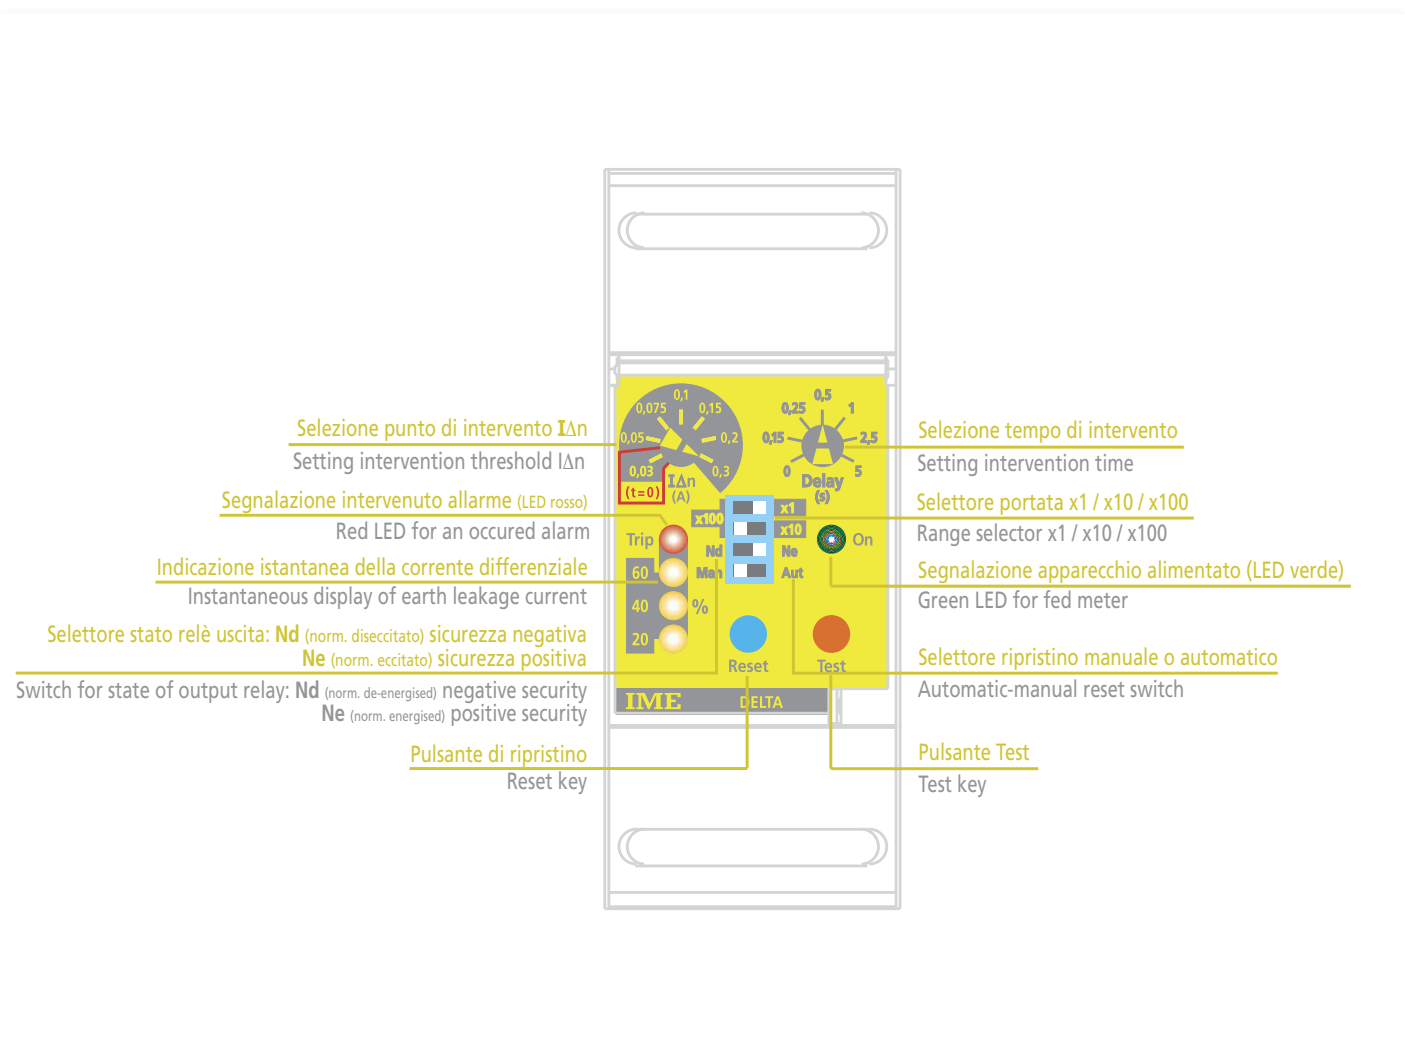 Selezione punto di intervento IΔn
Setting intervention threshold IΔn
Segnalazione intervenuto allarme (LED rosso)
Red LED for an occured alarm
Indicazione istantanea della corrente differenziale
Instantaneous display of earth leakage current
Selettore stato relè uscita: Nd (norm. diseccitato) sicurezza negativa
Ne (norm. eccitato) sicurezza positiva
Switch for state of output relay: Nd (norm. de-energised) negative security
Ne (norm. energised) positive security
Pulsante di ripristino
Reset key
0,03
0,05
0,075
0,1
0,15
0,2
0,3
(t=0)
IΔn
(A)
0
0,15
0,25
0,5
1
2,5
5
Delay
(s)
x100
x1
x10
Nd
Ne
Man
Aut
Trip
On
60
40
%
20
Reset
Test
IME
DELTA
Selezione tempo di intervento
Setting intervention time
Selettore portata x1 / x10 / x100
Range selector x1 / x10 / x100
Segnalazione apparecchio alimentato (LED verde)
Green LED for fed meter
Selettore ripristino manuale o automatico
Automatic-manual reset switch
Pulsante Test
Test key